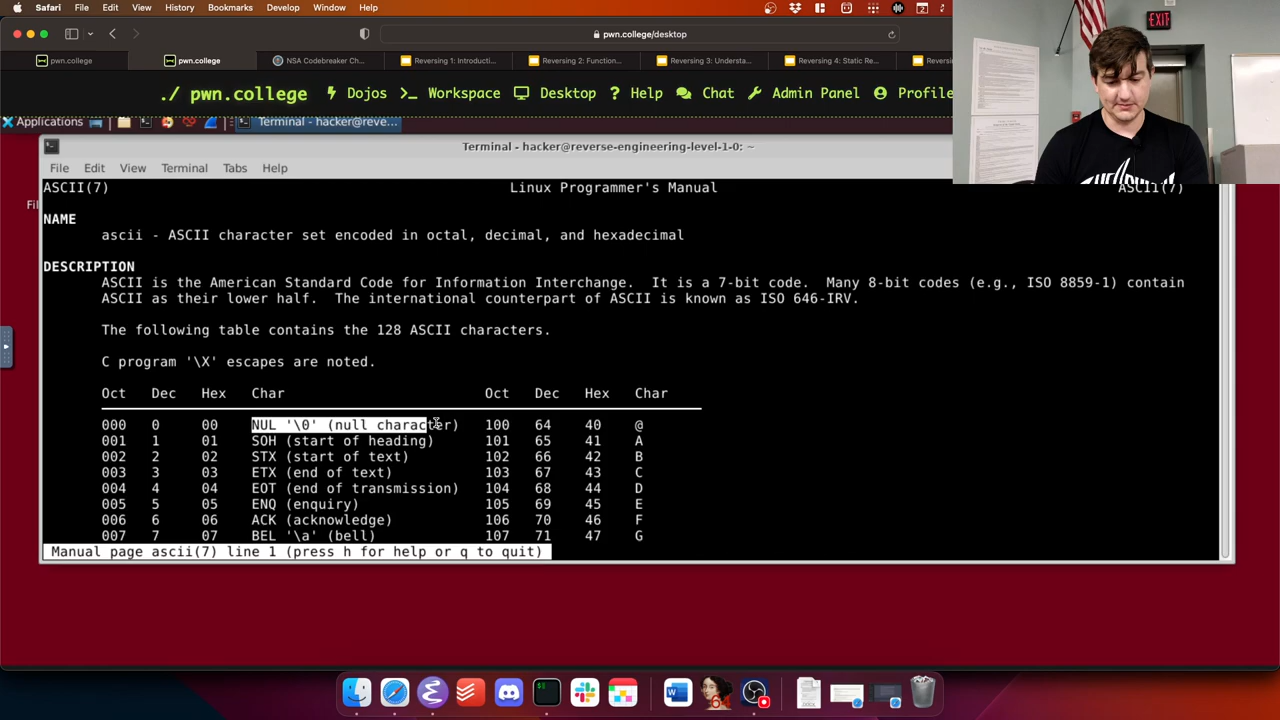 Safari File Edit View History Bookmarks Develop Window Help
pwn.college/desktop
pwn.college pwn.college NSA Codebreaker Ch... Reversing 1: Introducti... Reversing 2: Function... Reversing 3: Understa... Reversing 4: Static Re... Reversing
EXIT
./ pwn.college Dojos Workspace Desktop Help Chat Admin Panel Profile
Applications Terminal - hacker@reve...
Terminal - hacker@reverse-engineering-level-1-0: ~
File Edit View Terminal Tabs Help
ASCII(7) Linux Programmer's Manual ASCII(7)
Fil
NAME
ascii - ASCII character set encoded in octal, decimal, and hexadecimal
DESCRIPTION
ASCII is the American Standard Code for Information Interchange. It is a 7-bit code. Many 8-bit codes (e.g., ISO 8859-1) contain
ASCII as their lower half. The international counterpart of ASCII is known as ISO 646-IRV.
The following table contains the 128 ASCII characters.
C program '\X' escapes are noted.
Oct Dec Hex Char Oct Dec Hex Char
000 0 00 NUL '\0' (null character) 100 64 40 @
001 1 01 SOH (start of heading) 101 65 41 A
002 2 02 STX (start of text) 102 66 42 B
003 3 03 ETX (end of text) 103 67 43 C
004 4 04 EOT (end of transmission) 104 68 44 D
005 5 05 ENQ (enquiry) 105 69 45 E
006 6 06 ACK (acknowledge) 106 70 46 F
007 7 07 BEL '\a' (bell) 107 71 47 G
Manual page ascii(7) line 1 (press h for help or q to quit)